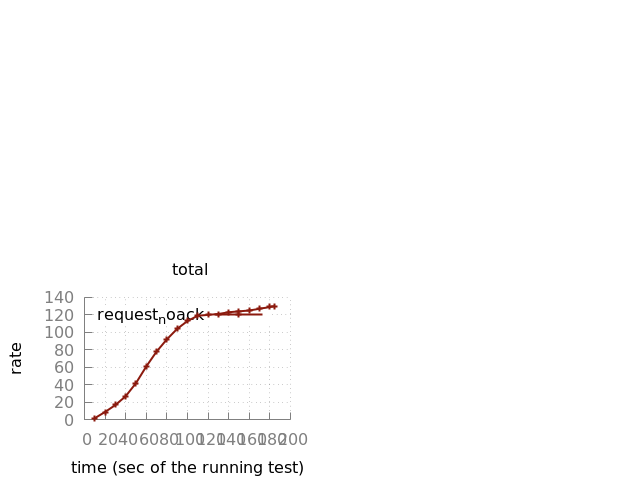 total
140
request_noack
120
100
80
60
40
20
0
rate
0 20 40 60 80 100 120 140 160 180 200
time (sec of the running test)